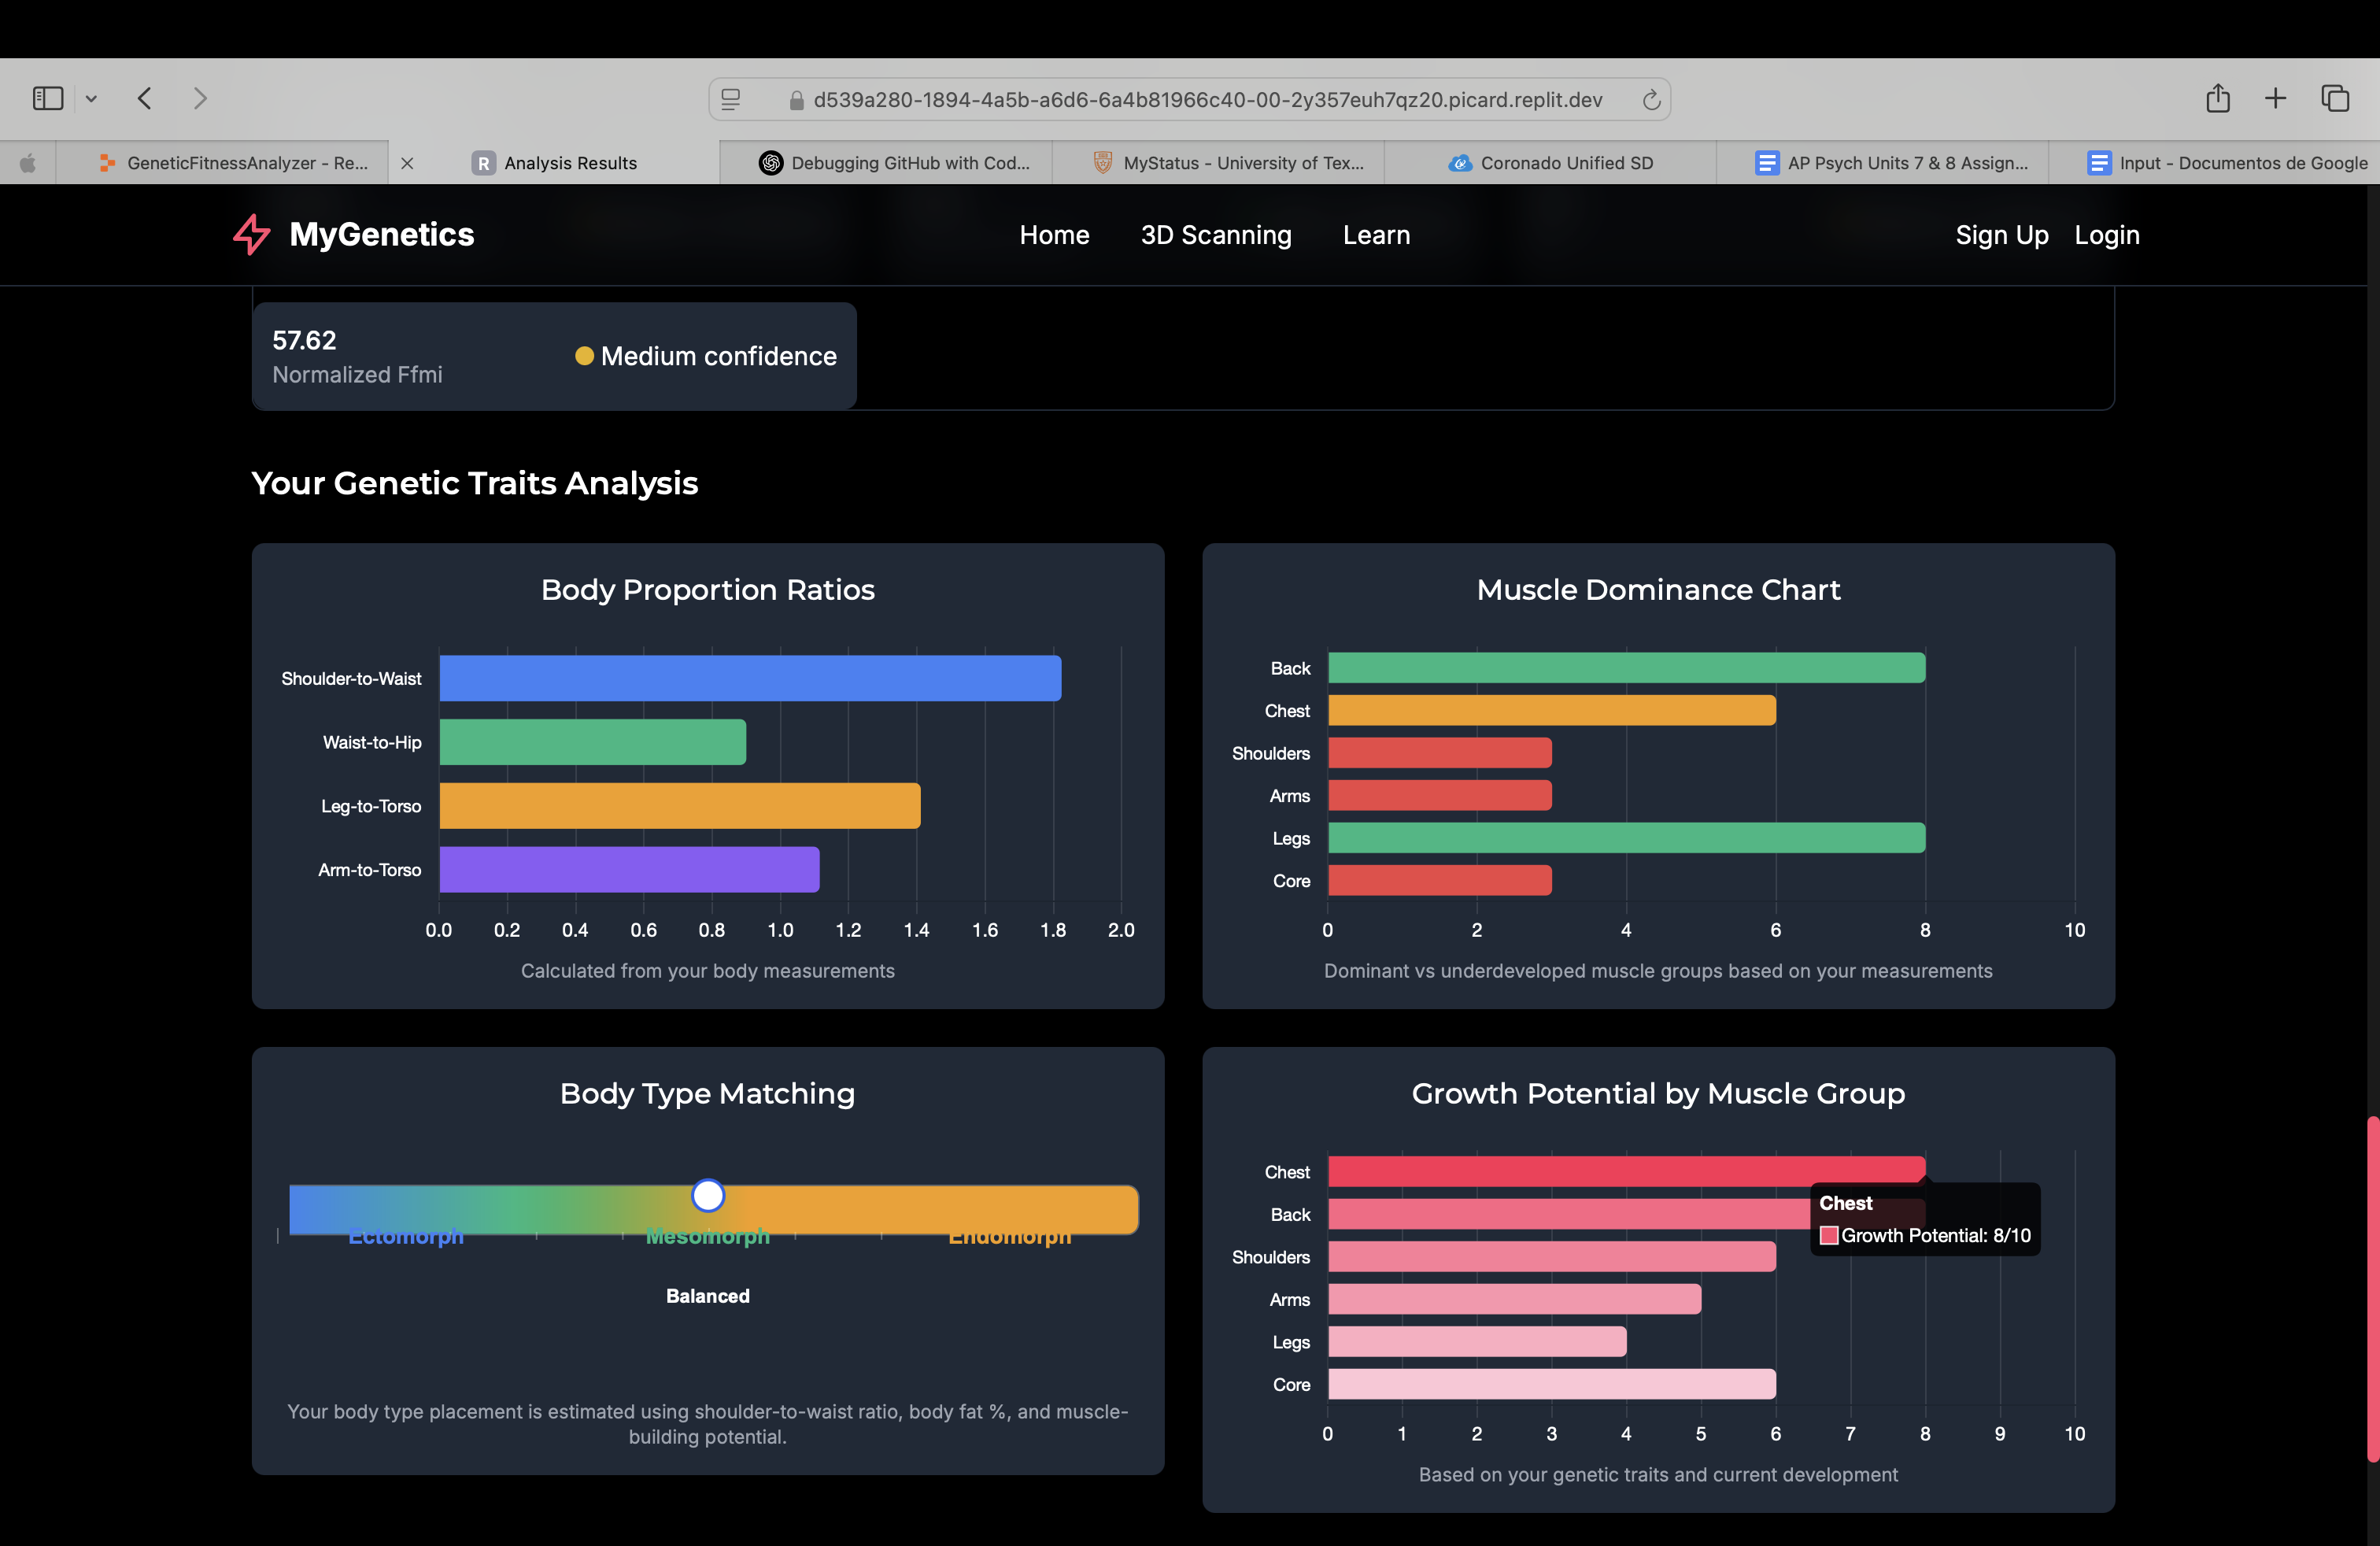 d539a280-1894-4a5b-a6d6-6a4b81966c40-00-2y357euh7qz20.picard.replit.dev
GeneticFitnessAnalyzer - Re...
R Analysis Results
Debugging GitHub with Cod...
MyStatus - University of Tex...
Coronado Unified SD
AP Psych Units 7 & 8 Assign...
Input - Documentos de Google
MyGenetics
Home
3D Scanning
Learn
Sign Up
Login
57.62
Normalized Ffmi
Medium confidence
Your Genetic Traits Analysis
Body Proportion Ratios
Shoulder-to-Waist
Waist-to-Hip
Leg-to-Torso
Arm-to-Torso
0.0 0.2 0.4 0.6 0.8 1.0 1.2 1.4 1.6 1.8 2.0
Calculated from your body measurements
Muscle Dominance Chart
Back
Chest
Shoulders
Arms
Legs
Core
0 2 4 6 8 10
Dominant vs underdeveloped muscle groups based on your measurements
Body Type Matching
Ectomorph
Mesomorph
Endomorph
Balanced
Your body type placement is estimated using shoulder-to-waist ratio, body fat %, and muscle-
building potential.
Growth Potential by Muscle Group
Chest
Back
Shoulders
Arms
Legs
Core
Chest
Growth Potential: 8/10
0 1 2 3 4 5 6 7 8 9 10
Based on your genetic traits and current development